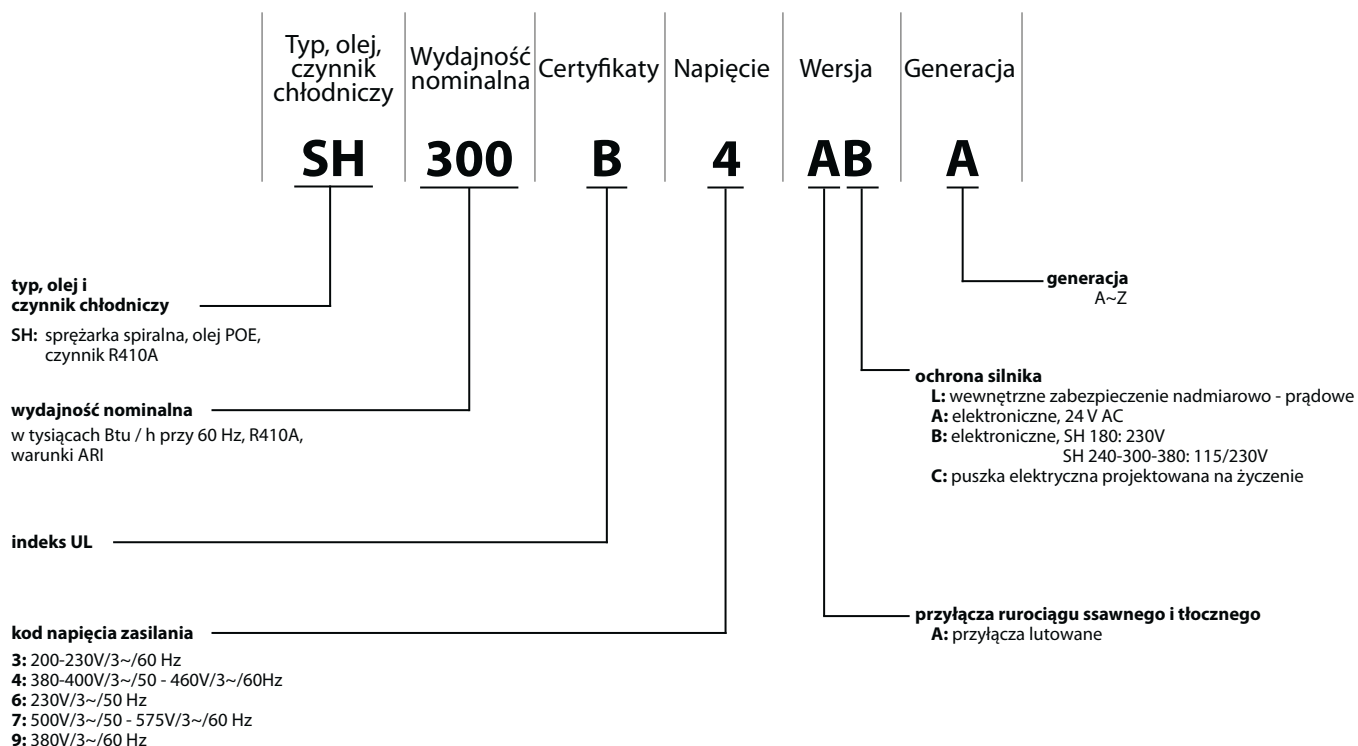 Typ, olej,
czynnik
chłodniczy
Wydajność
nominalna
Certyfikaty
Napięcie
Wersja
Generacja
SH
300
B
4
AB
A
typ, olej i
czynnik chłodniczy
SH: sprężarka spiralna, olej POE,
czynnik R410A
wydajność nominalna
w tysiącach Btu / h przy 60 Hz, R410A,
warunki ARI
indeks UL
kod napięcia zasilania
3: 200-230V/3~/60 Hz
4: 380-400V/3~/50 - 460V/3~/60Hz
6: 230V/3~/50 Hz
7: 500V/3~/50 - 575V/3~/60 Hz
9: 380V/3~/60 Hz
generacja
A~Z
ochrona silnika
L: wewnętrzne zabezpieczenie nadmiarowo - prądowe
A: elektroniczne, 24 V AC
B: elektroniczne, SH 180: 230V
SH 240-300-380: 115/230V
C: puszka elektryczna projektowana na życzenie
przyłącza rurociągu ssawnego i tłocznego
A: przyłącza lutowane